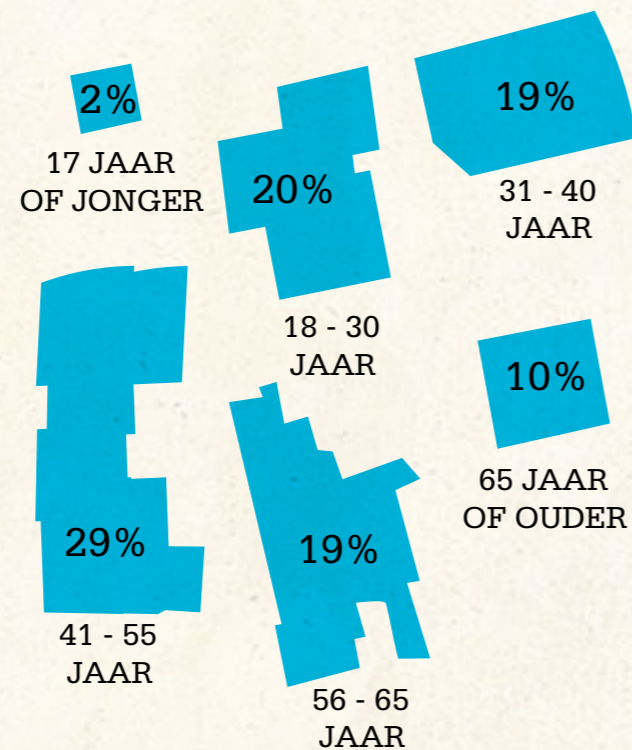 2%
17 JAAR
OF JONGER
20%
18 - 30
JAAR
19%
31 - 40
JAAR
29%
41 - 55
JAAR
19%
56 - 65
JAAR
10%
65 JAAR
OF OUDER